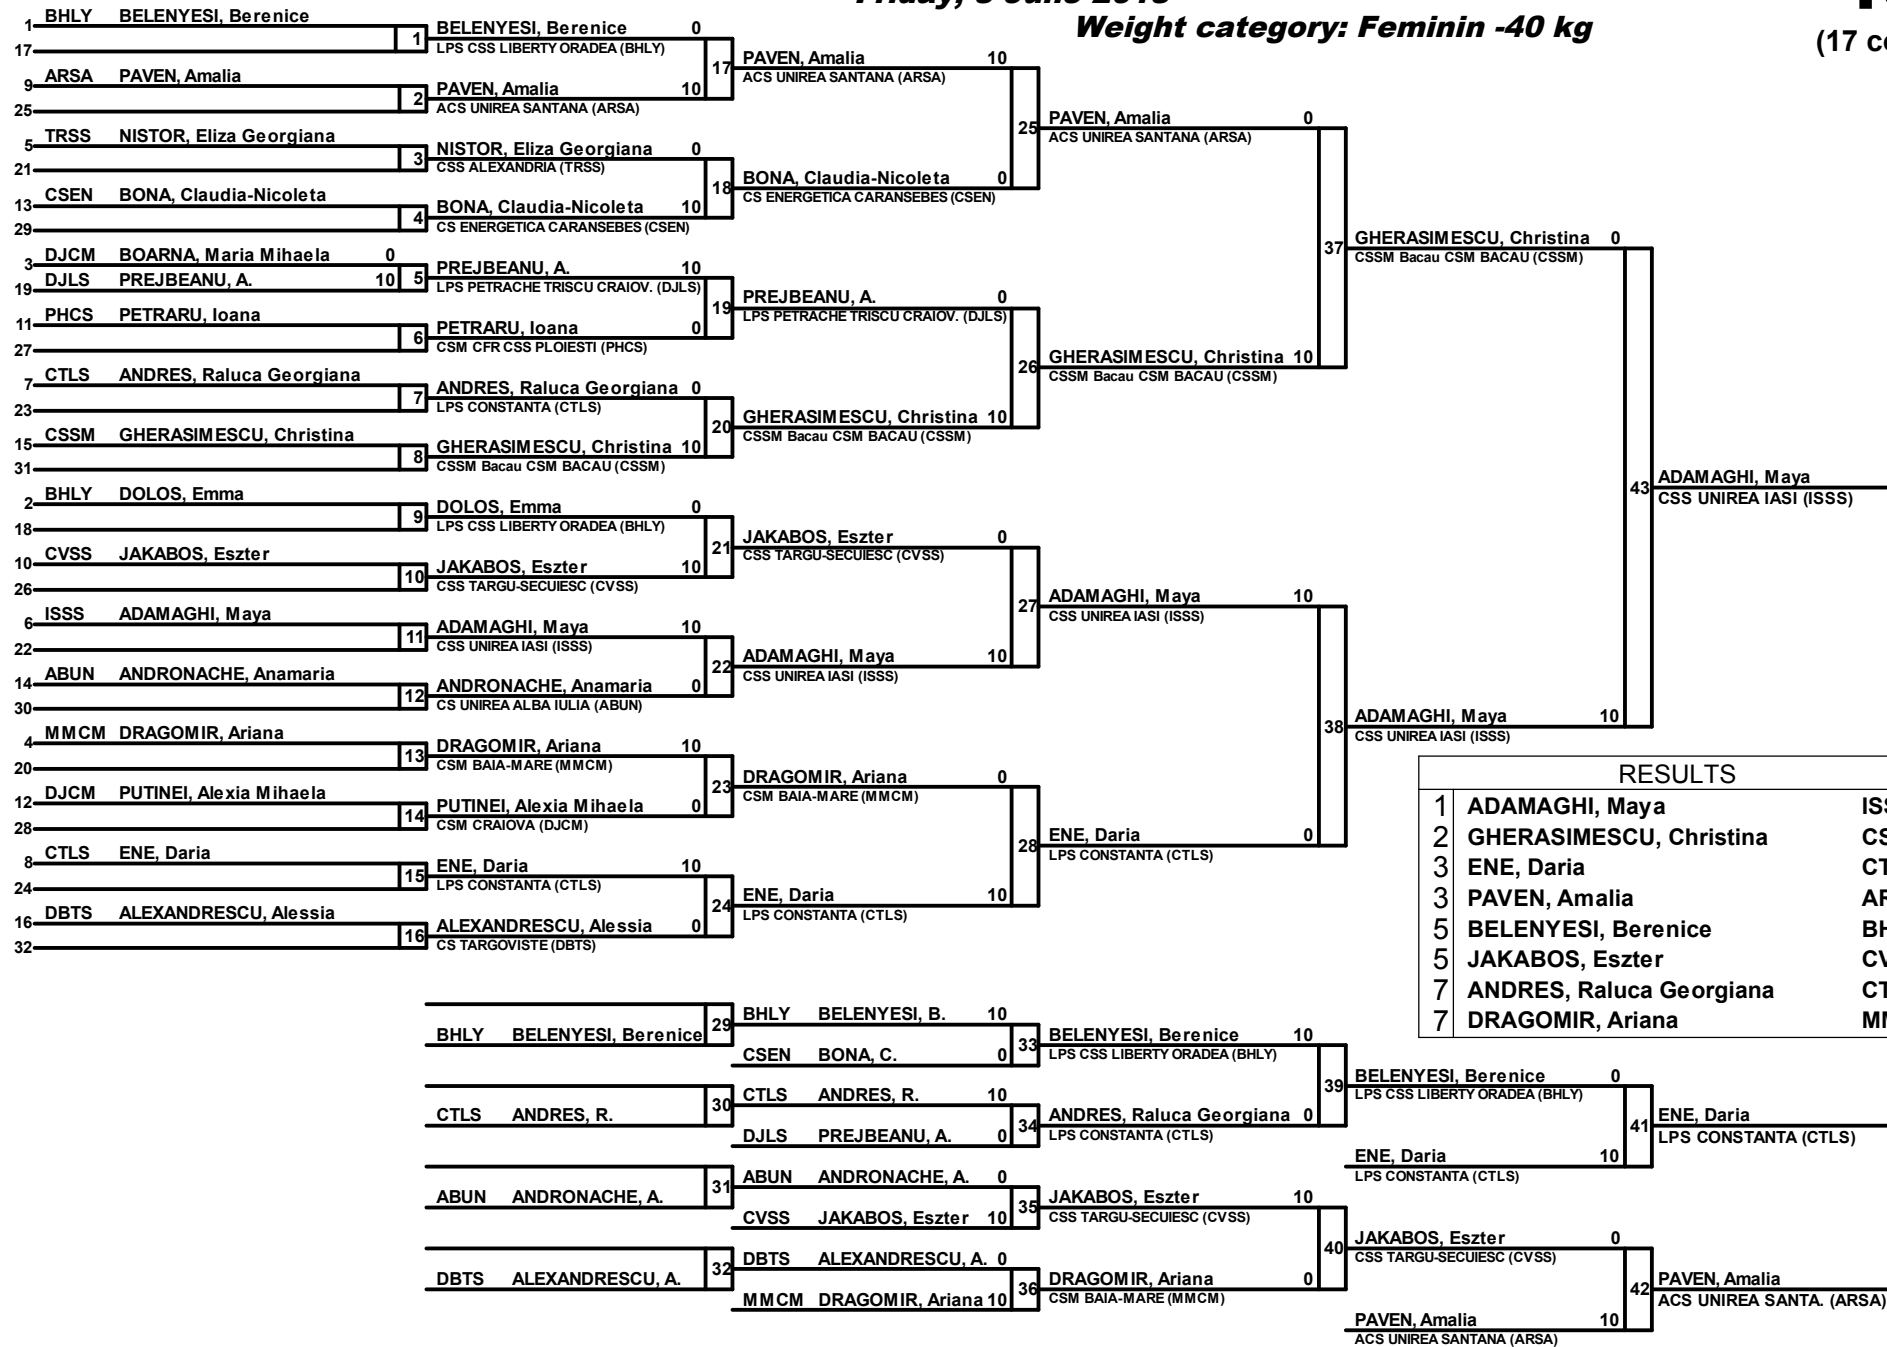 Weight category: Feminin -40 kg
1 BHLY BELENYESI, Berenice
17
1 BELENYESI, Berenice 0
LPS CSS LIBERTY ORADEA (BHLY)
9 ARSA PAVEN, Amalia
25
2 PAVEN, Amalia 10
ACS UNIREA SANTANA (ARSA)
5 TRSS NISTOR, Eliza Georgiana
21
3 NISTOR, Eliza Georgiana 0
CSS ALEXANDRIA (TRSS)
13 CSEN BONA, Claudia-Nicoleta
29
4 BONA, Claudia-Nicoleta 10
CS ENERGETICA CARANSEBES (CSEN)
3 DJCM BOARNA, Maria Mihaela 0
19 DJLS PREJBEANU, A. 10
5 PREJBEANU, A. 10
LPS PETRACHE TRISCU CRAIOV. (DJLS)
11 PHCS PETRARU, Ioana
27
6 PETRARU, Ioana 0
CSM CFR CSS PLOIESTI (PHCS)
7 CTLS ANDRES, Raluca Georgiana
23
7 ANDRES, Raluca Georgiana 0
LPS CONSTANTA (CTLS)
15 CSSM GHERASIMESCU, Christina
31
8 GHERASIMESCU, Christina 10
CSSM Bacau CSM BACAU (CSSM)
2 BHLY DOLOS, Emma
18
9 DOLOS, Emma 0
LPS CSS LIBERTY ORADEA (BHLY)
10 CVSS JAKABOS, Eszter
26
10 JAKABOS, Eszter 10
CSS TARGU-SECUIESC (CVSS)
6 ISSS ADAMAGHI, Maya
22
11 ADAMAGHI, Maya 10
CSS UNIREA IASI (ISSS)
14 ABUN ANDRONACHE, Anamaria
30
12 ANDRONACHE, Anamaria 0
CS UNIREA ALBA IULIA (ABUN)
4 MMCM DRAGOMIR, Ariana
20
13 DRAGOMIR, Ariana 10
CSM BAIA-MARE (MMCM)
12 DJCM PUTINEI, Alexia Mihaela
28
14 PUTINEI, Alexia Mihaela 0
CSM CRAIOVA (DJCM)
8 CTLS ENE, Daria
24
15 ENE, Daria 10
LPS CONSTANTA (CTLS)
16 DBTS ALEXANDRESCU, Alessia
32
16 ALEXANDRESCU, Alessia 0
CS TARGOVISTE (DBTS)
17 PAVEN, Amalia 10
ACS UNIREA SANTANA (ARSA)
18 BONA, Claudia-Nicoleta 0
CS ENERGETICA CARANSEBES (CSEN)
19 PREJBEANU, A. 0
LPS PETRACHE TRISCU CRAIOV. (DJLS)
20 GHERASIMESCU, Christina 10
CSSM Bacau CSM BACAU (CSSM)
21 JAKABOS, Eszter 0
CSS TARGU-SECUIESC (CVSS)
22 ADAMAGHI, Maya 10
CSS UNIREA IASI (ISSS)
23 DRAGOMIR, Ariana 0
CSM BAIA-MARE (MMCM)
24 ENE, Daria 10
LPS CONSTANTA (CTLS)
25 PAVEN, Amalia 0
ACS UNIREA SANTANA (ARSA)
26 GHERASIMESCU, Christina 10
CSSM Bacau CSM BACAU (CSSM)
27 ADAMAGHI, Maya 10
CSS UNIREA IASI (ISSS)
28 ENE, Daria 0
LPS CONSTANTA (CTLS)
37 GHERASIMESCU, Christina 0
CSSM Bacau CSM BACAU (CSSM)
38 ADAMAGHI, Maya 10
CSS UNIREA IASI (ISSS)
43 ADAMAGHI, Maya
CSS UNIREA IASI (ISSS)
RESULTS
1 ADAMAGHI, Maya
2 GHERASIMESCU, Christina
3 ENE, Daria
3 PAVEN, Amalia
5 BELENYESI, Berenice
5 JAKABOS, Eszter
7 ANDRES, Raluca Georgiana
7 DRAGOMIR, Ariana
BHLY BELENYESI, Berenice
29 BHLY BELENYESI, B. 10
CSEN BONA, C. 0
33 BELENYESI, Berenice 10
LPS CSS LIBERTY ORADEA (BHLY)
CTLS ANDRES, R.
30 CTLS ANDRES, R. 10
DJLS PREJBEANU, A. 0
34 ANDRES, Raluca Georgiana 0
LPS CONSTANTA (CTLS)
ABUN ANDRONACHE, A.
31 ABUN ANDRONACHE, A. 0
CVSS JAKABOS, Eszter 10
35 JAKABOS, Eszter 10
CSS TARGU-SECUIESC (CVSS)
DBTS ALEXANDRESCU, A.
32 DBTS ALEXANDRESCU, A. 0
MMCM DRAGOMIR, Ariana 10
36 DRAGOMIR, Ariana 0
CSM BAIA-MARE (MMCM)
39 BELENYESI, Berenice 0
LPS CSS LIBERTY ORADEA (BHLY)
ENE, Daria 10
LPS CONSTANTA (CTLS)
41 ENE, Daria
LPS CONSTANTA (CTLS)
40 JAKABOS, Eszter 0
CSS TARGU-SECUIESC (CVSS)
PAVEN, Amalia 10
ACS UNIREA SANTANA (ARSA)
42 PAVEN, Amalia
ACS UNIREA SANTA. (ARSA)